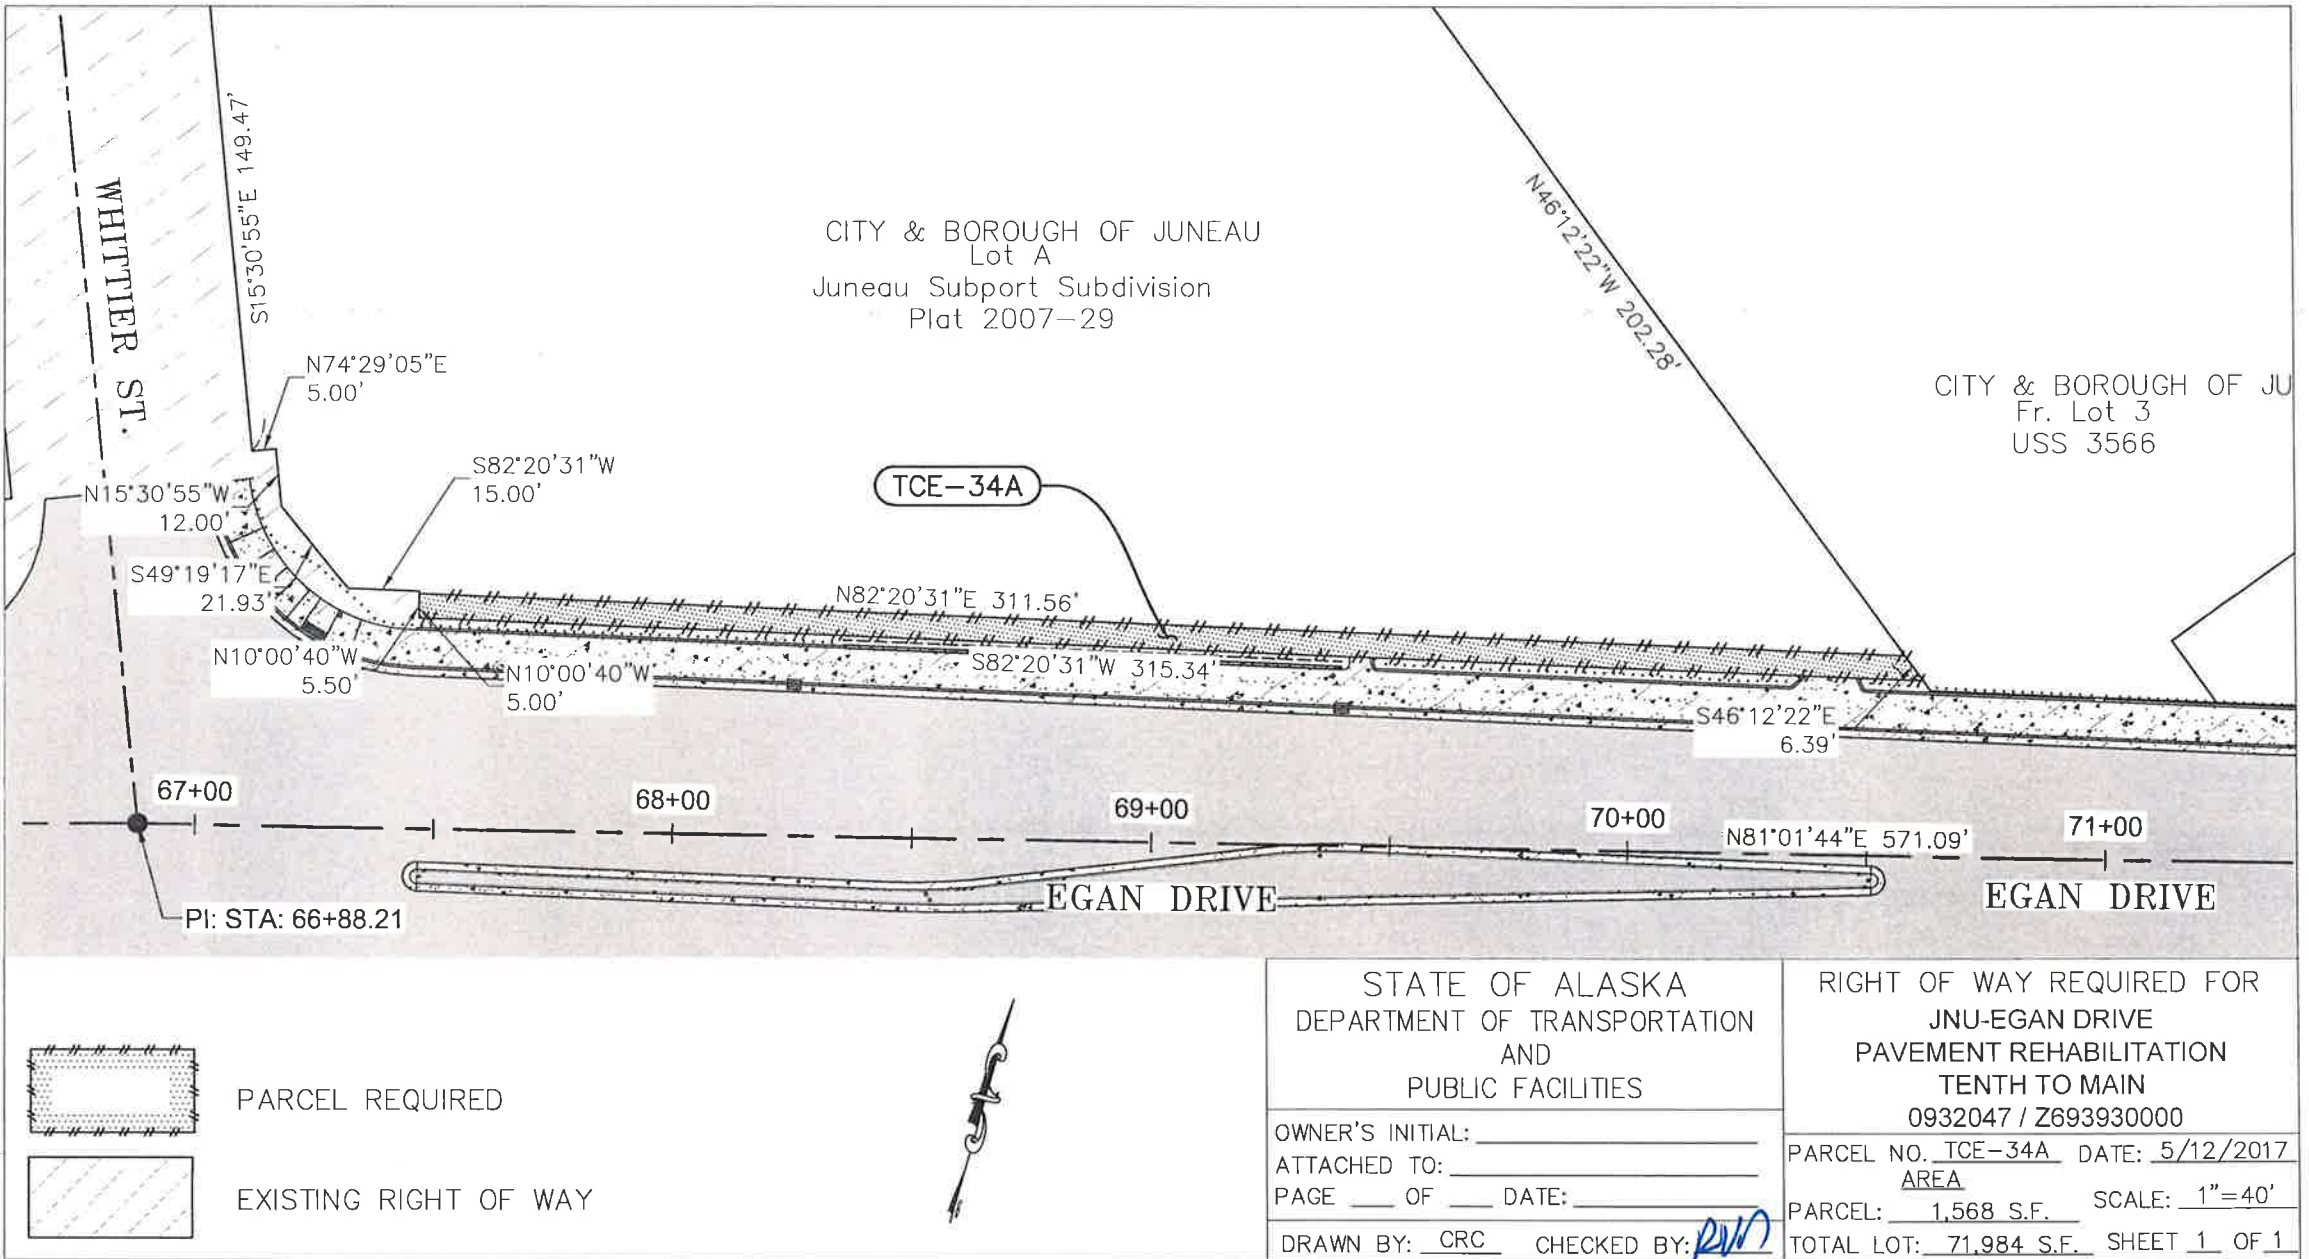 WHITTIER ST.
S15°30'55"E 149.47'
CITY & BOROUGH OF JUNEAU
Lot A
Juneau Subport Subdivision
Plat 2007-29
N46°12'22"W 202.28'
CITY & BOROUGH OF JU
Fr. Lot 3
USS 3566
N74°29'05"E
5.00'
S82°20'31"W
15.00'
TCE-34A
N15°30'55"W
12.00'
S49°19'17"E
21.93'
N10°00'40"W
5.50'
N10°00'40"W
5.00'
N82°20'31"E 311.56'
S82°20'31"W 315.34'
S46°12'22"E
6.39'
67+00
68+00
69+00
70+00
N81°01'44"E 571.09'
71+00
PI: STA: 66+88.21
EGAN DRIVE
EGAN DRIVE
PARCEL REQUIRED
EXISTING RIGHT OF WAY
STATE OF ALASKA
DEPARTMENT OF TRANSPORTATION
AND
PUBLIC FACILITIES
OWNER'S INITIAL:
ATTACHED TO:
PAGE ___ OF ___ DATE:
DRAWN BY: CRC CHECKED BY:
RIGHT OF WAY REQUIRED FOR
JNU-EGAN DRIVE
PAVEMENT REHABILITATION
TENTH TO MAIN
0932047 / Z693930000
PARCEL NO. TCE-34A DATE: 5/12/2017
AREA
PARCEL: 1,568 S.F. SCALE: 1"=40'
TOTAL LOT: 71,984 S.F. SHEET 1 OF 1